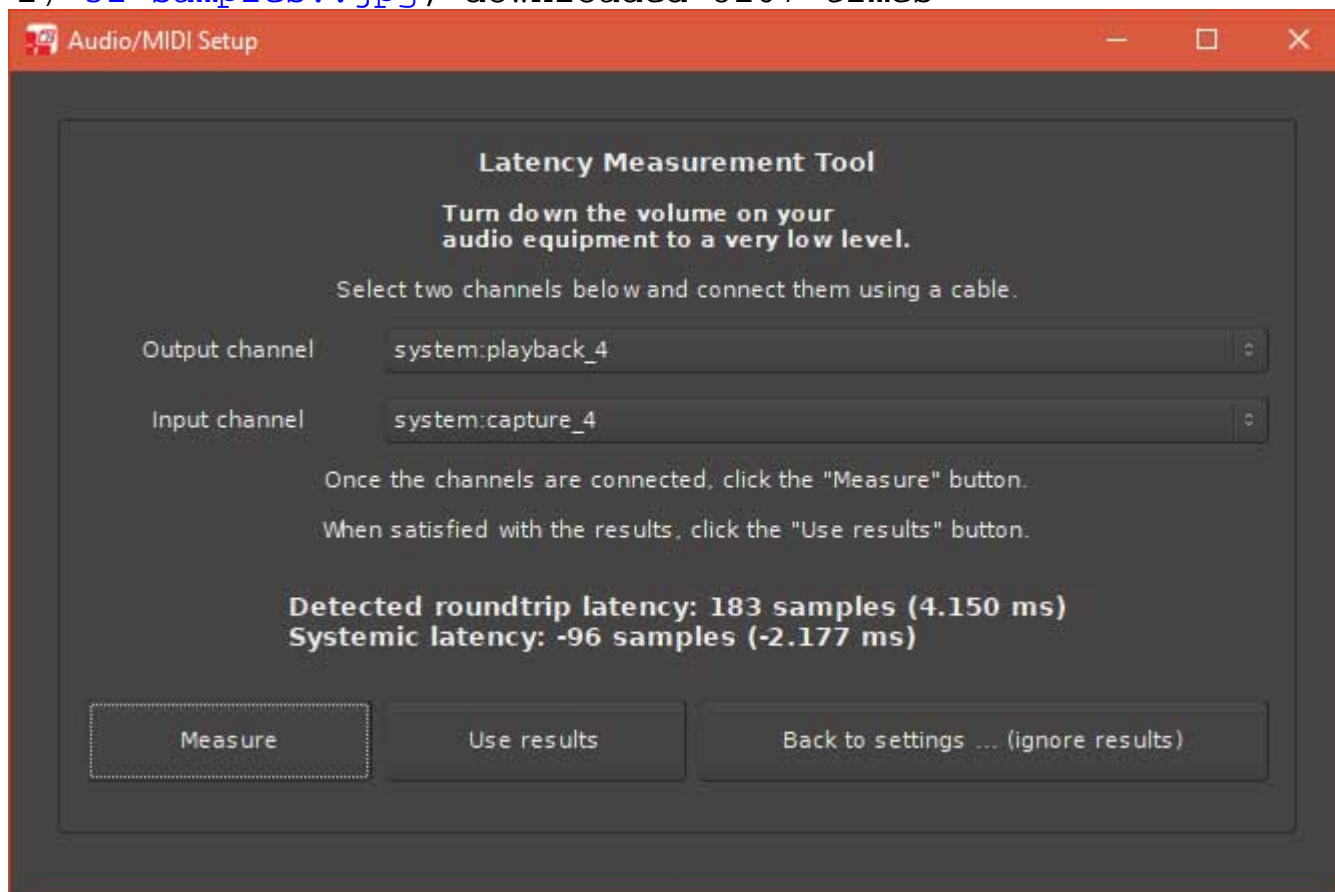 Audio/MIDI Setup
Latency Measurement Tool
Turn down the volume on your
audio equipment to a very low level.
Select two channels below and connect them using a cable.
Output channel system:playback_4
Input channel system:capture_4
Once the channels are connected, click the "Measure" button.
When satisfied with the results, click the "Use results" button.
Detected roundtrip latency: 183 samples (4.150 ms)
Systemic latency: -96 samples (-2.177 ms)
Measure Use results Back to settings ... (ignore results)